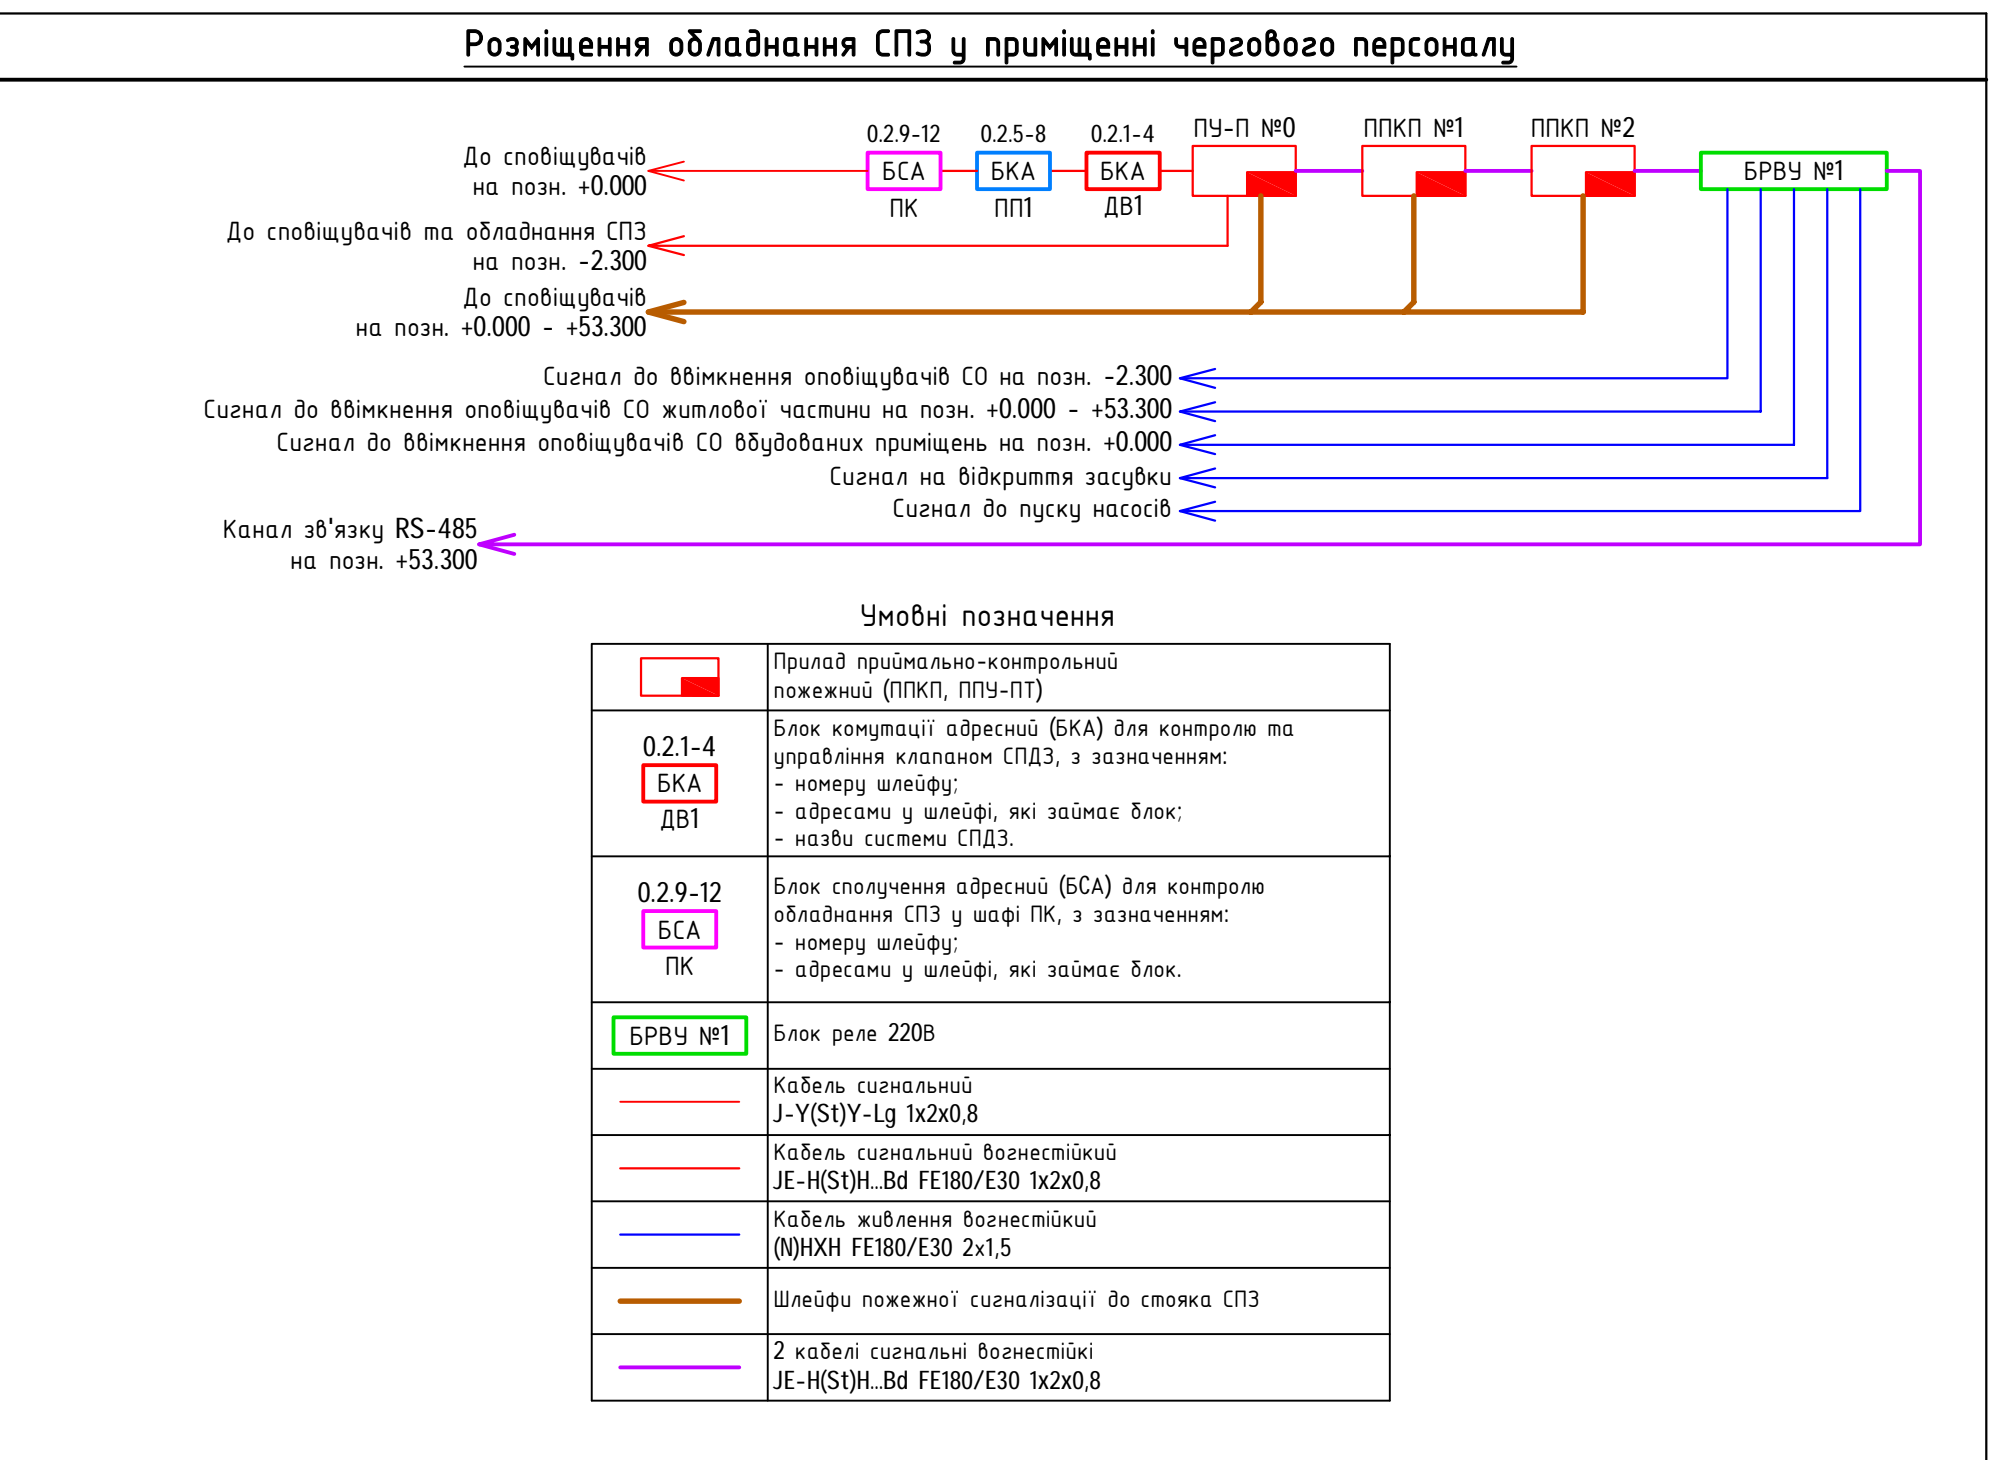 Розміщення обладнання СПЗ у приміщенні чергового персоналу
0.2.9-12
0.2.5-8
0.2.1-4
ПУ-П №0
ППКП №1
ППКП №2
До сповіщувачів
на позн. +0.000
БСА
БКА
БКА
БРВУ №1
ПК
ПП1
ДВ1
До сповіщувачів та обладнання СПЗ
на позн. -2.300
До сповіщувачів
на позн. +0.000 - +53.300
Сигнал до ввімкнення оповіщувачів СО на позн. -2.300
Сигнал до ввімкнення оповіщувачів СО житлової частини на позн. +0.000 - +53.300
Сигнал до ввімкнення оповіщувачів СО вбудованих приміщень на позн. +0.000
Сигнал на відкриття засувки
Сигнал до пуску насосів
Канал зв'язку RS-485
на позн. +53.300
Умовні позначення
Прилад приймально-контрольний
пожежний (ППКП, ППУ-ПТ)
0.2.1-4
БКА
ДВ1
Блок комутації адресний (БКА) для контролю та
управління клапаном СПДЗ, з зазначенням:
- номеру шлейфу;
- адресами у шлейфі, які займає блок;
- назви системи СПДЗ.
0.2.9-12
БСА
ПК
Блок сполучення адресний (БСА) для контролю
обладнання СПЗ у шафі ПК, з зазначенням:
- номеру шлейфу;
- адресами у шлейфі, які займає блок.
БРВУ №1
Блок реле 220В
Кабель сигнальний
J-Y(St)Y-Lg 1x2x0,8
Кабель сигнальний вогнестійкий
JE-H(St)H...Bd FE180/E30 1x2x0,8
Кабель живлення вогнестійкий
(N)HXH FE180/E30 2x1,5
Шлейфи пожежної сигналізації до стояка СПЗ
2 кабелі сигнальні вогнестійкі
JE-H(St)H...Bd FE180/E30 1x2x0,8